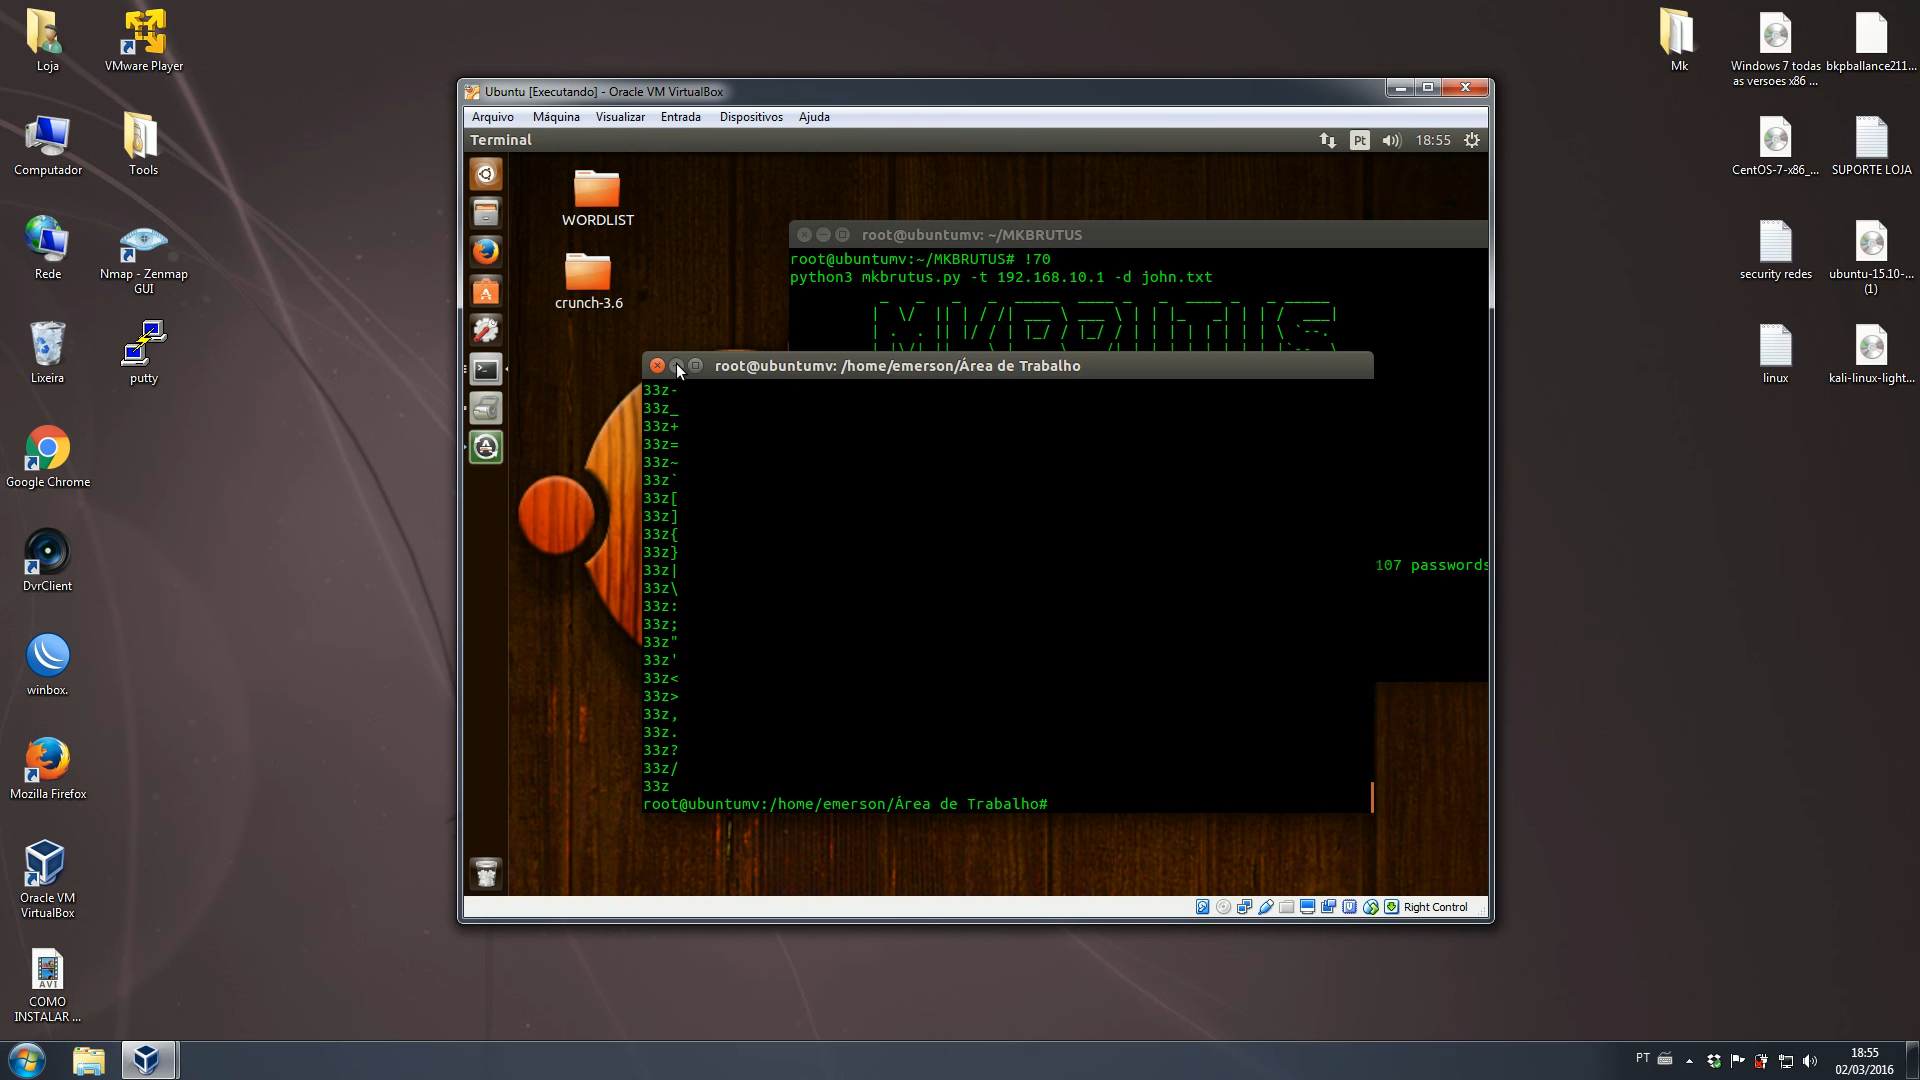 Loja
VMware Player
Computador
Tools
Rede
Nmap - Zenmap
GUI
Lixeira
putty
Google Chrome
DvrClient
winbox.
Mozilla Firefox
Oracle VM
VirtualBox
AVI
COMO
INSTALAR ...
Mk
Windows 7 todas
as versoes x86 ...
bkpballance211...
CentOS-7-x86_...
SUPORTE LOJA
security redes
ubuntu-15.10-...
(1)
linux
kali-linux-light...
Ubuntu [Executando] - Oracle VM VirtualBox
Arquivo Máquina Visualizar Entrada Dispositivos Ajuda
Terminal
Pt
18:55
WORDLIST
crunch-3.6
root@ubuntumv: ~/MKBRUTUS
root@ubuntumv:~/MKBRUTUS# !70
python3 mkbrutus.py -t 192.168.10.1 -d john.txt
MKBRUTUS
107 passwords
root@ubuntumv: /home/emerson/Área de Trabalho
33z-
33z_
33z+
33z=
33z~
33z`
33z[
33z]
33z{
33z}
33z|
33z\
33z:
33z;
33z"
33z'
33z<
33z>
33z,
33z.
33z?
33z/
33z
root@ubuntumv:/home/emerson/Área de Trabalho#
Right Control
PT
18:55
02/03/2016